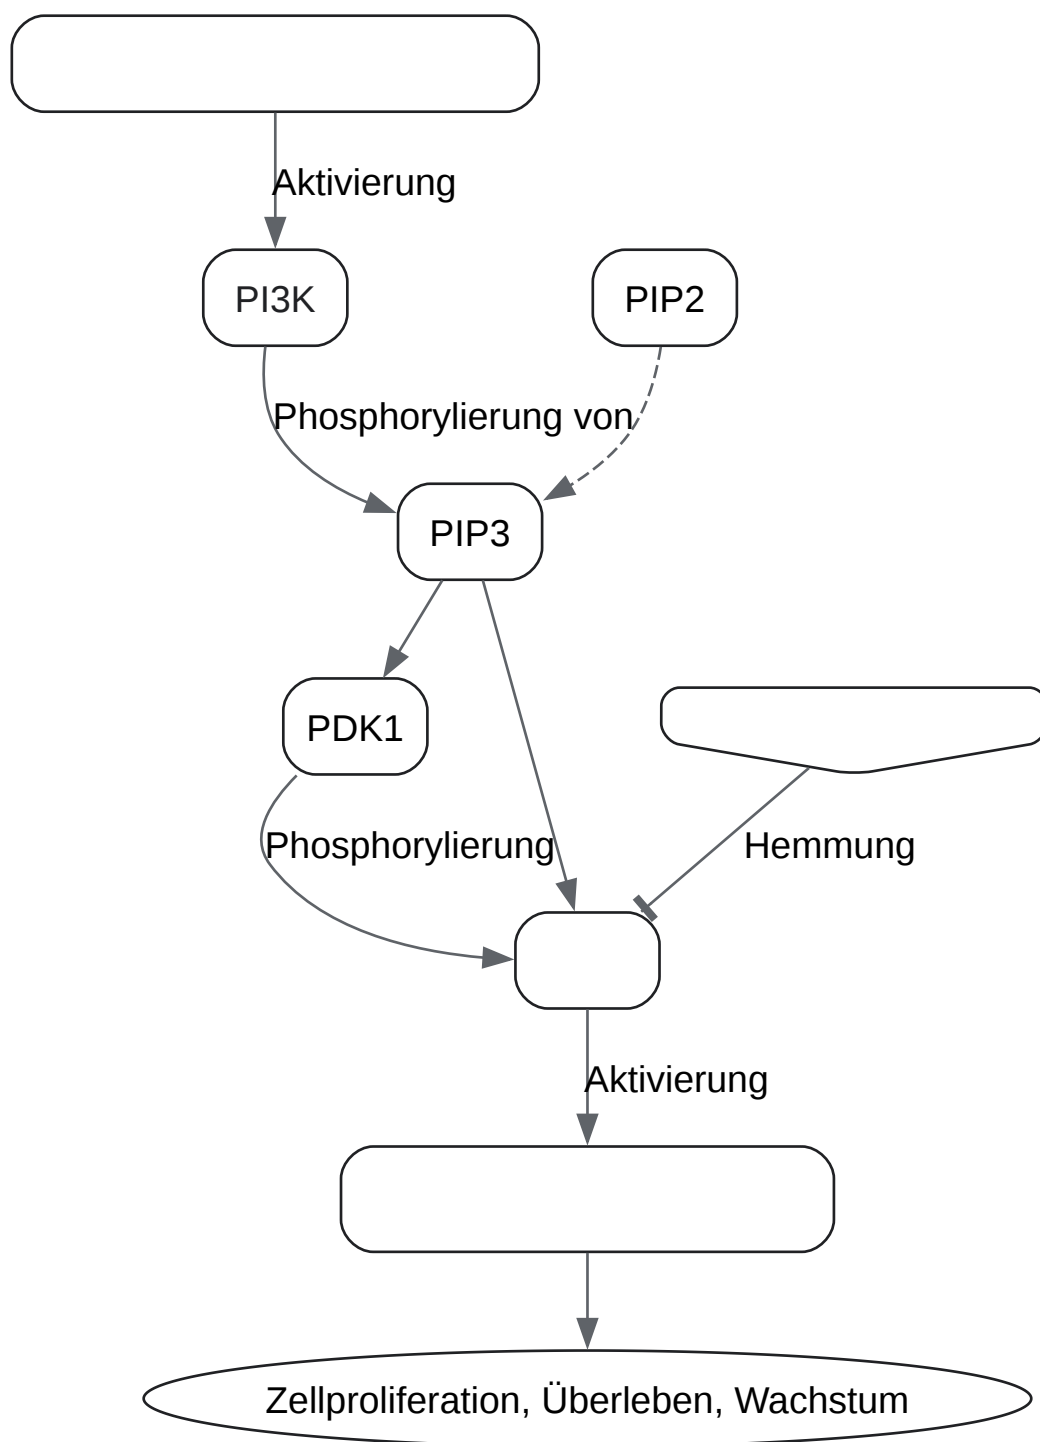 Aktivierung
PI3K
PIP2
Phosphorylierung von
PIP3
PDK1
Phosphorylierung
Hemmung
Aktivierung
Zellproliferation, Überleben, Wachstum